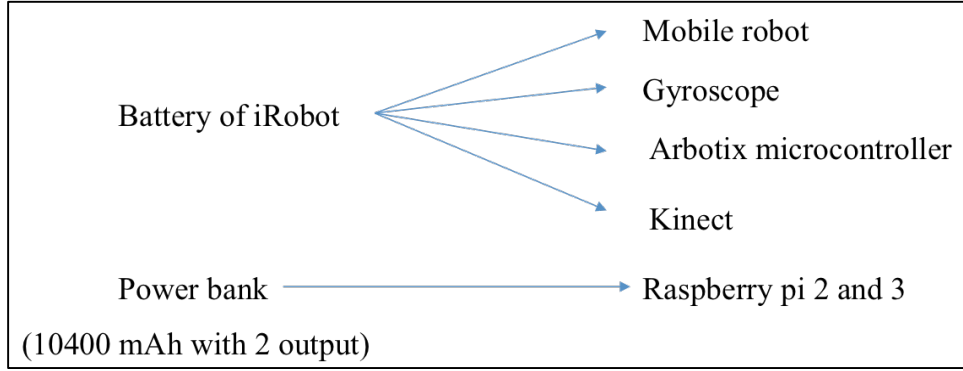 Mobile robot
Gyroscope
Battery of iRobot
Arbotix microcontroller
Kinect
Power bank
Raspberry pi 2 and 3
(10400 mAh with 2 output)